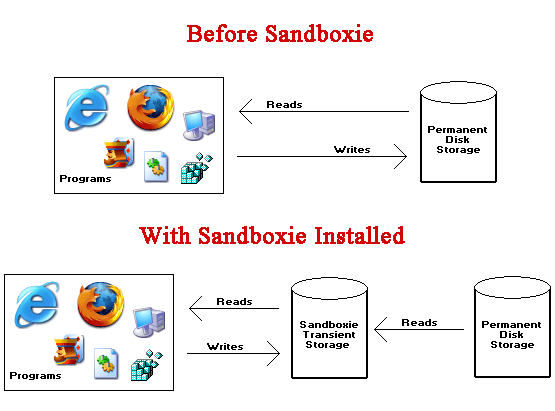 Before Sandboxie
Reads
Permanent
Disk
Storage
Writes
Programs
With Sandboxie Installed
Reads
Sandboxie
Transient
Storage
Reads
Permanent
Disk
Storage
Writes
Programs